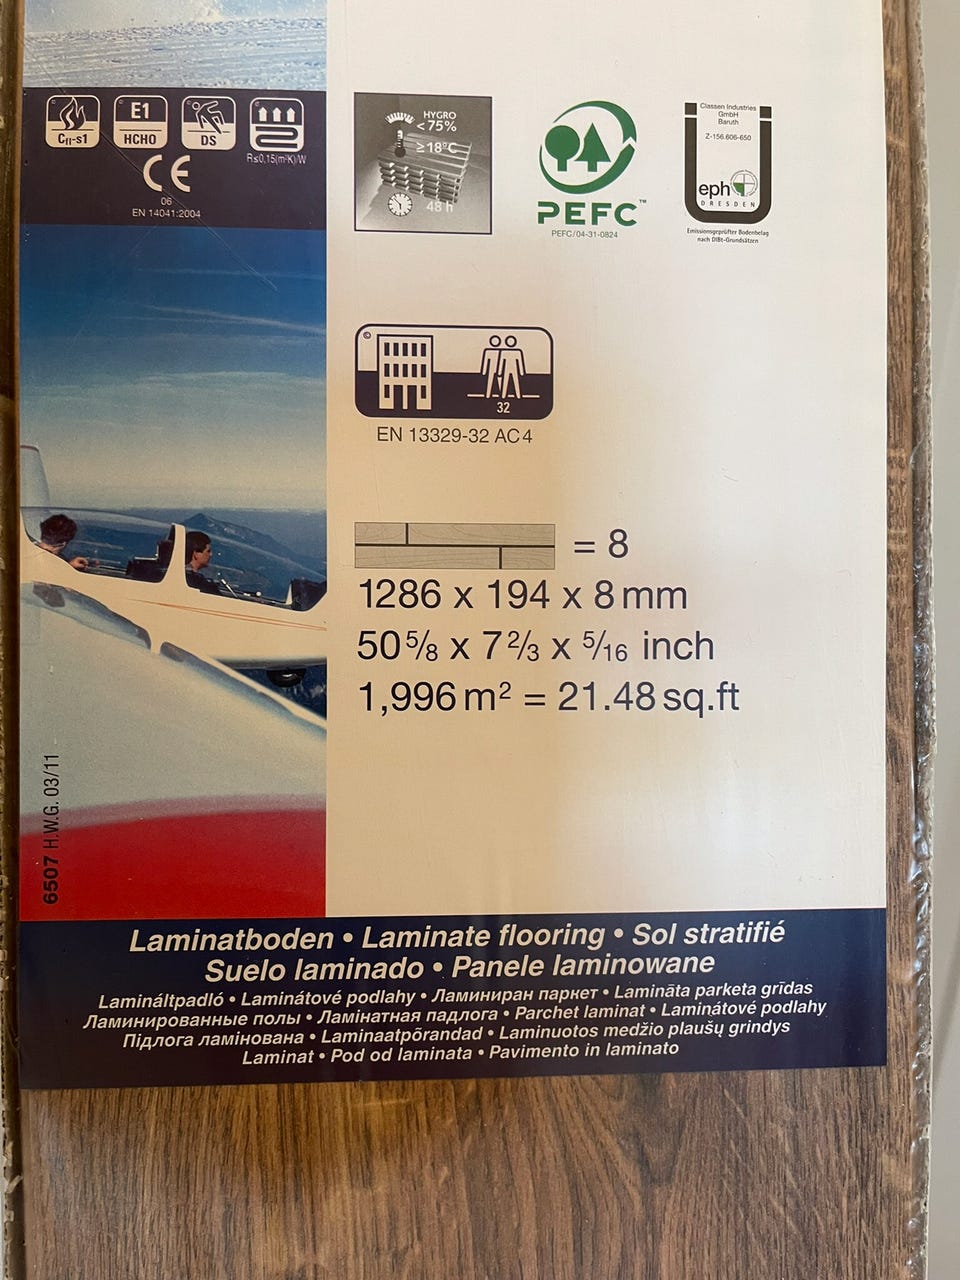 Cfl-s1
E1
HCHO
DS
R≤0,15(m²K)/W
CE
06
EN 14041:2004
HYGRO
<75%
≥18°C
48 h
PEFC™
PEFC/04-31-0824
Classen Industries
GmbH
Baruth
Z-156.606-650
eph
DRESDEN
Emissionsgeprüfter Bodenbelag
nach DIBt-Grundsätzen
©
32
EN 13329-32 AC4
= 8
1286 x 194 x 8 mm
50 5/8 x 7 2/3 x 5/16 inch
1,996 m² = 21.48 sq.ft
6507 H.W.G. 03/11
Laminatboden • Laminate flooring • Sol stratifié
Suelo laminado • Panele laminowane
Lamináltpadló • Laminátové podlahy • Ламиниран паркет • Lamināta parketa grīdas
Ламинированные полы • Ламінатная падлога • Parchet laminat • Laminátové podlahy
Підлога ламінована • Laminaatpõrandad • Laminuotos medžio plaušų grindys
Laminat • Pod od laminata • Pavimento in laminato